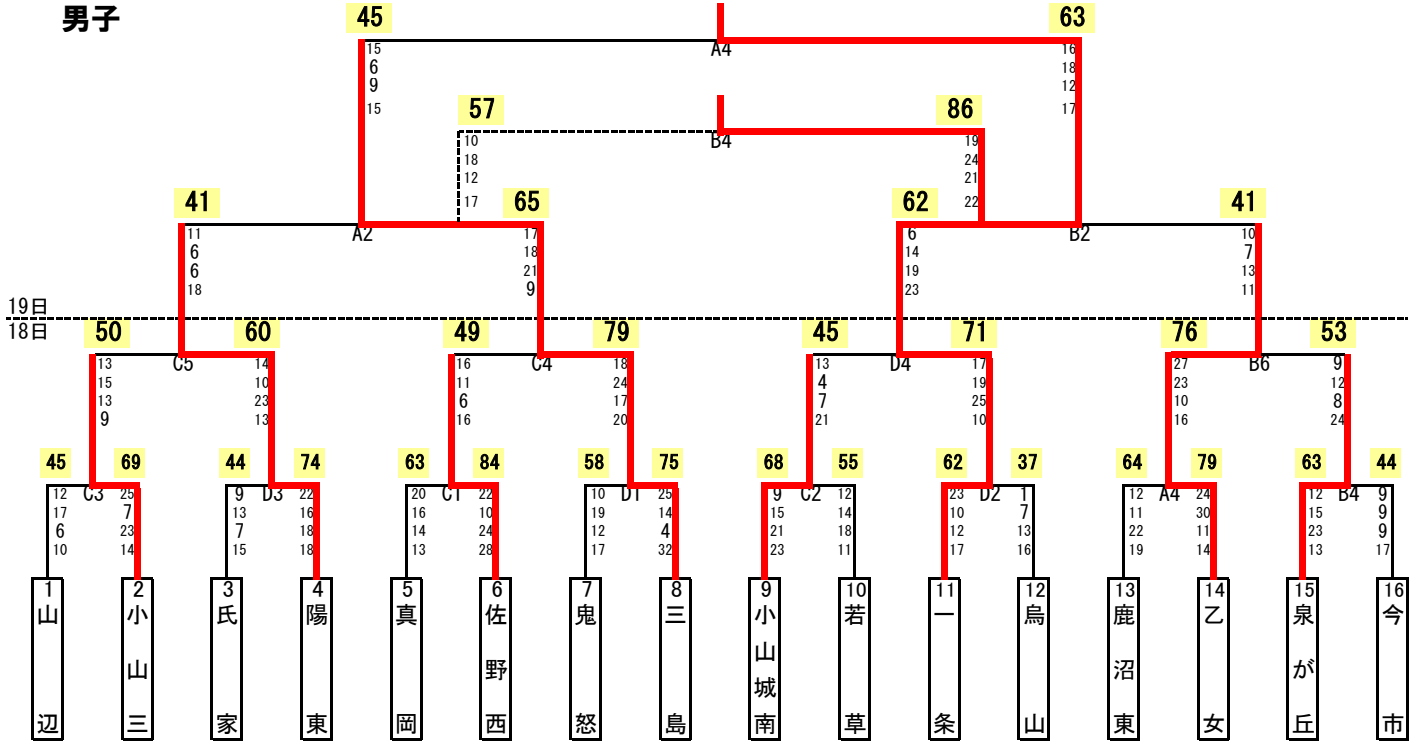 男子
45 63
A4
15 16
6 18
9 12
15 17
57 86
B4
10 19
18 24
12 21
17 22
41 65 62 41
A2 B2
11 17 6 10
6 18 14 7
6 21 19 13
18 9 23 11
19日
18日
50 60 49 79 45 71 76 53
C5 C4 D4 B6
13 14 16 18 13 17 27 9
15 10 11 24 4 19 23 12
13 23 6 17 7 25 10 8
9 13 16 20 21 10 16 24
45 69 44 74 63 84 58 75 68 55 62 37 64 79 63 44
C3 D3 C1 D1 C2 D2 A4 B4
12 25 9 22 20 22 10 25 9 12 23 1 12 24 12 9
17 7 13 16 16 10 19 14 15 14 10 7 11 30 15 9
6 23 7 18 14 24 12 4 21 18 12 13 22 11 23 9
10 14 15 18 13 28 17 32 23 11 17 16 19 14 13 17
1 山辺
2 小山三
3 氏家
4 陽東
5 真岡
6 佐野西
7 鬼怒
8 三島
9 小山城南
10 若草
11 一条
12 烏山
13 鹿沼東
14 乙女
15 泉が丘
16 今市